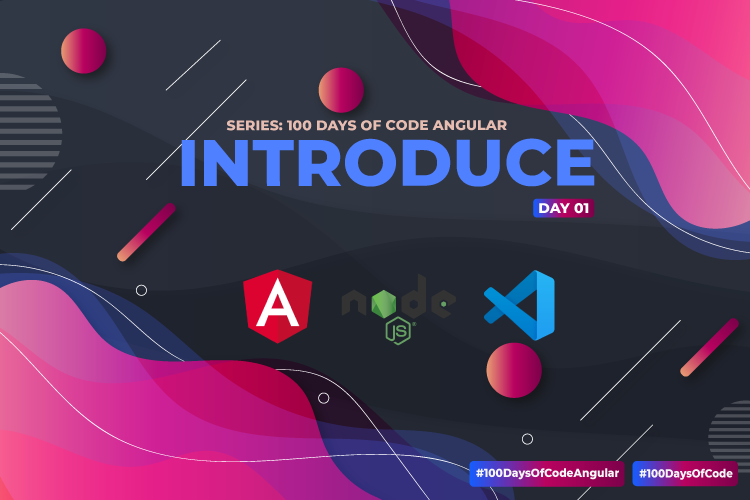 SERIES: 100 DAYS OF CODE ANGULAR
INTRODUCE
DAY 01
A
node
JS
#100DaysOfCodeAngular
#100DaysOfCode